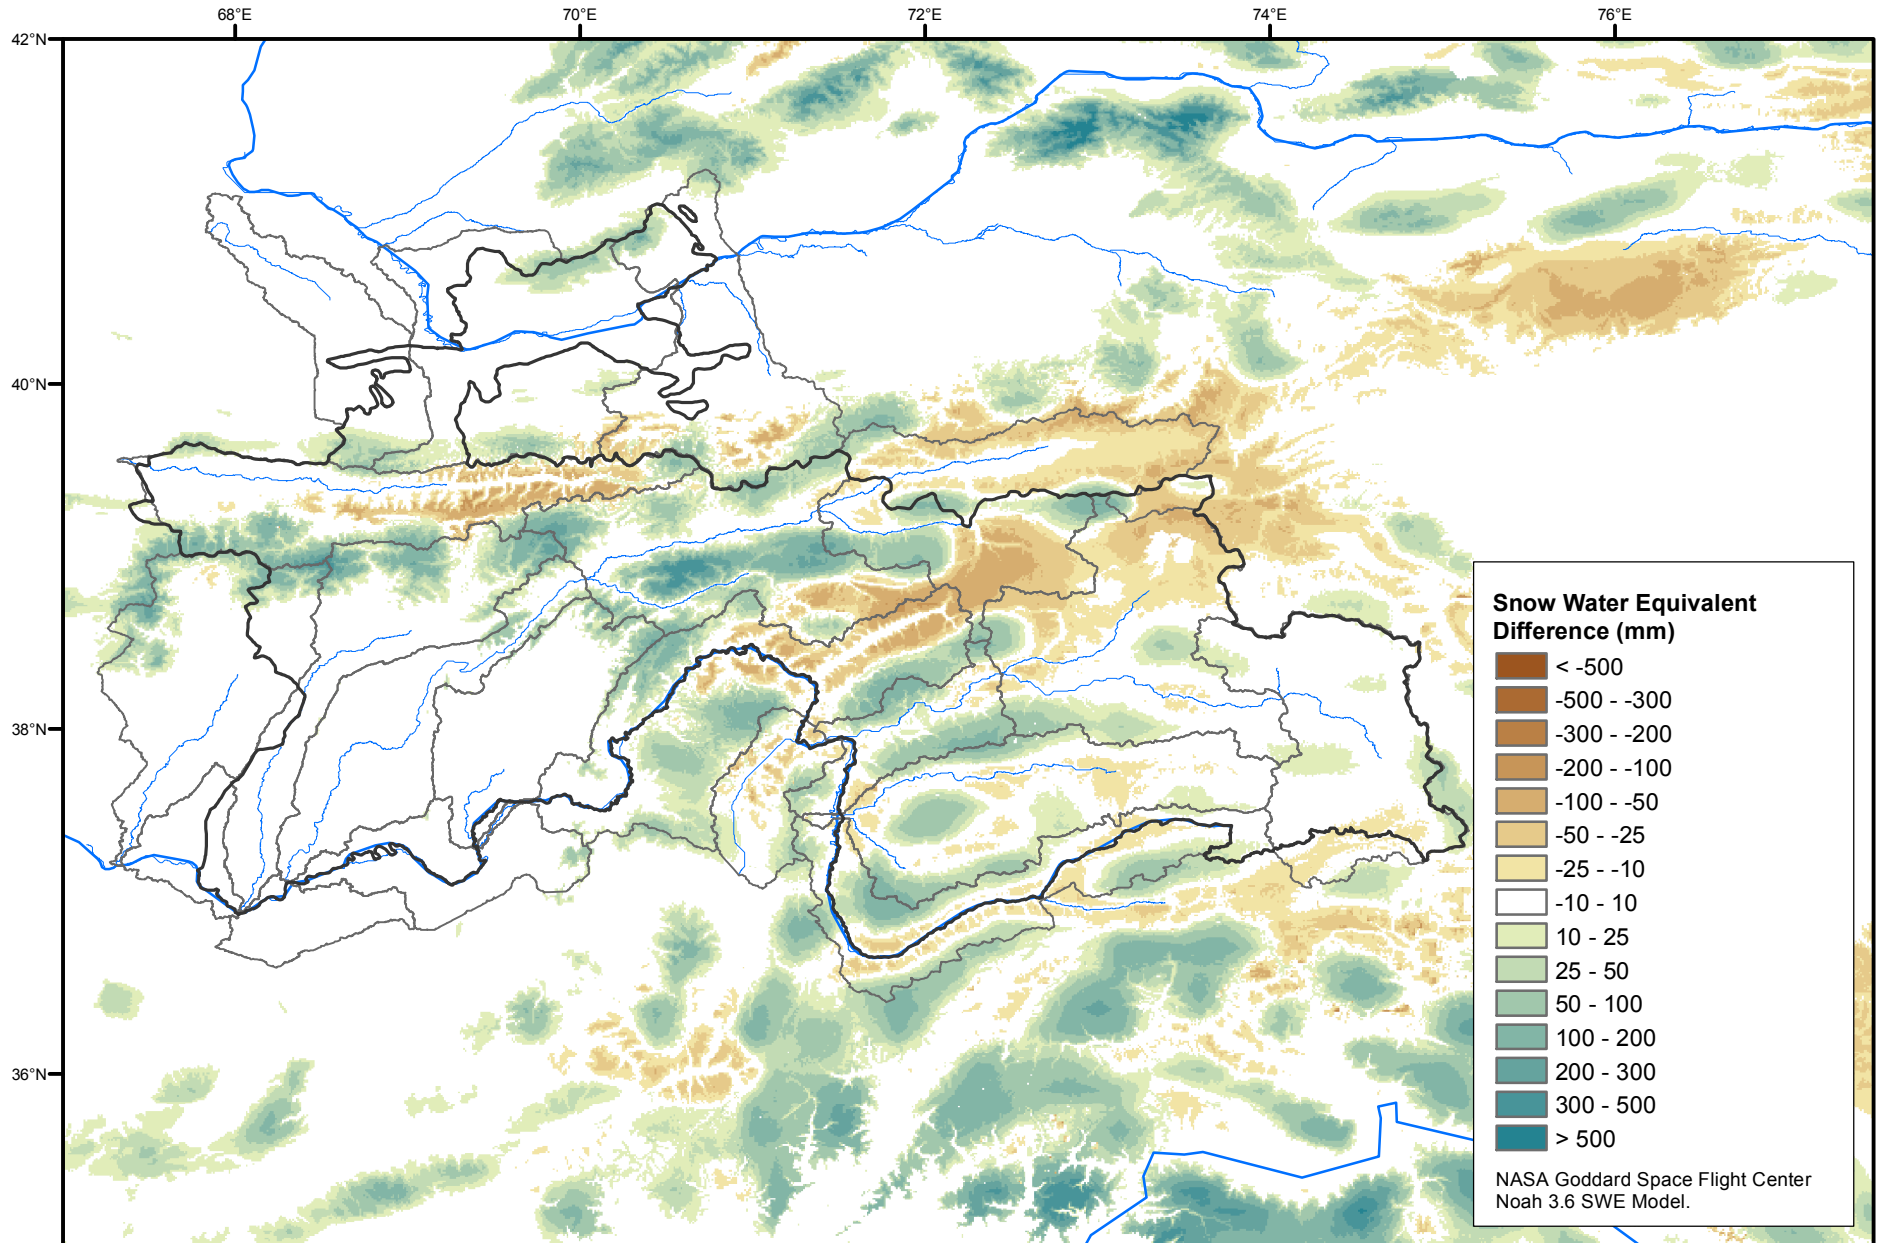 68°E 70°E 72°E 74°E 76°E
42°N
40°N
38°N
36°N
Snow Water Equivalent
Difference (mm)
< -500
-500 - -300
-300 - -200
-200 - -100
-100 - -50
-50 - -25
-25 - -10
-10 - 10
10 - 25
25 - 50
50 - 100
100 - 200
200 - 300
300 - 500
> 500
NASA Goddard Space Flight Center
Noah 3.6 SWE Model.